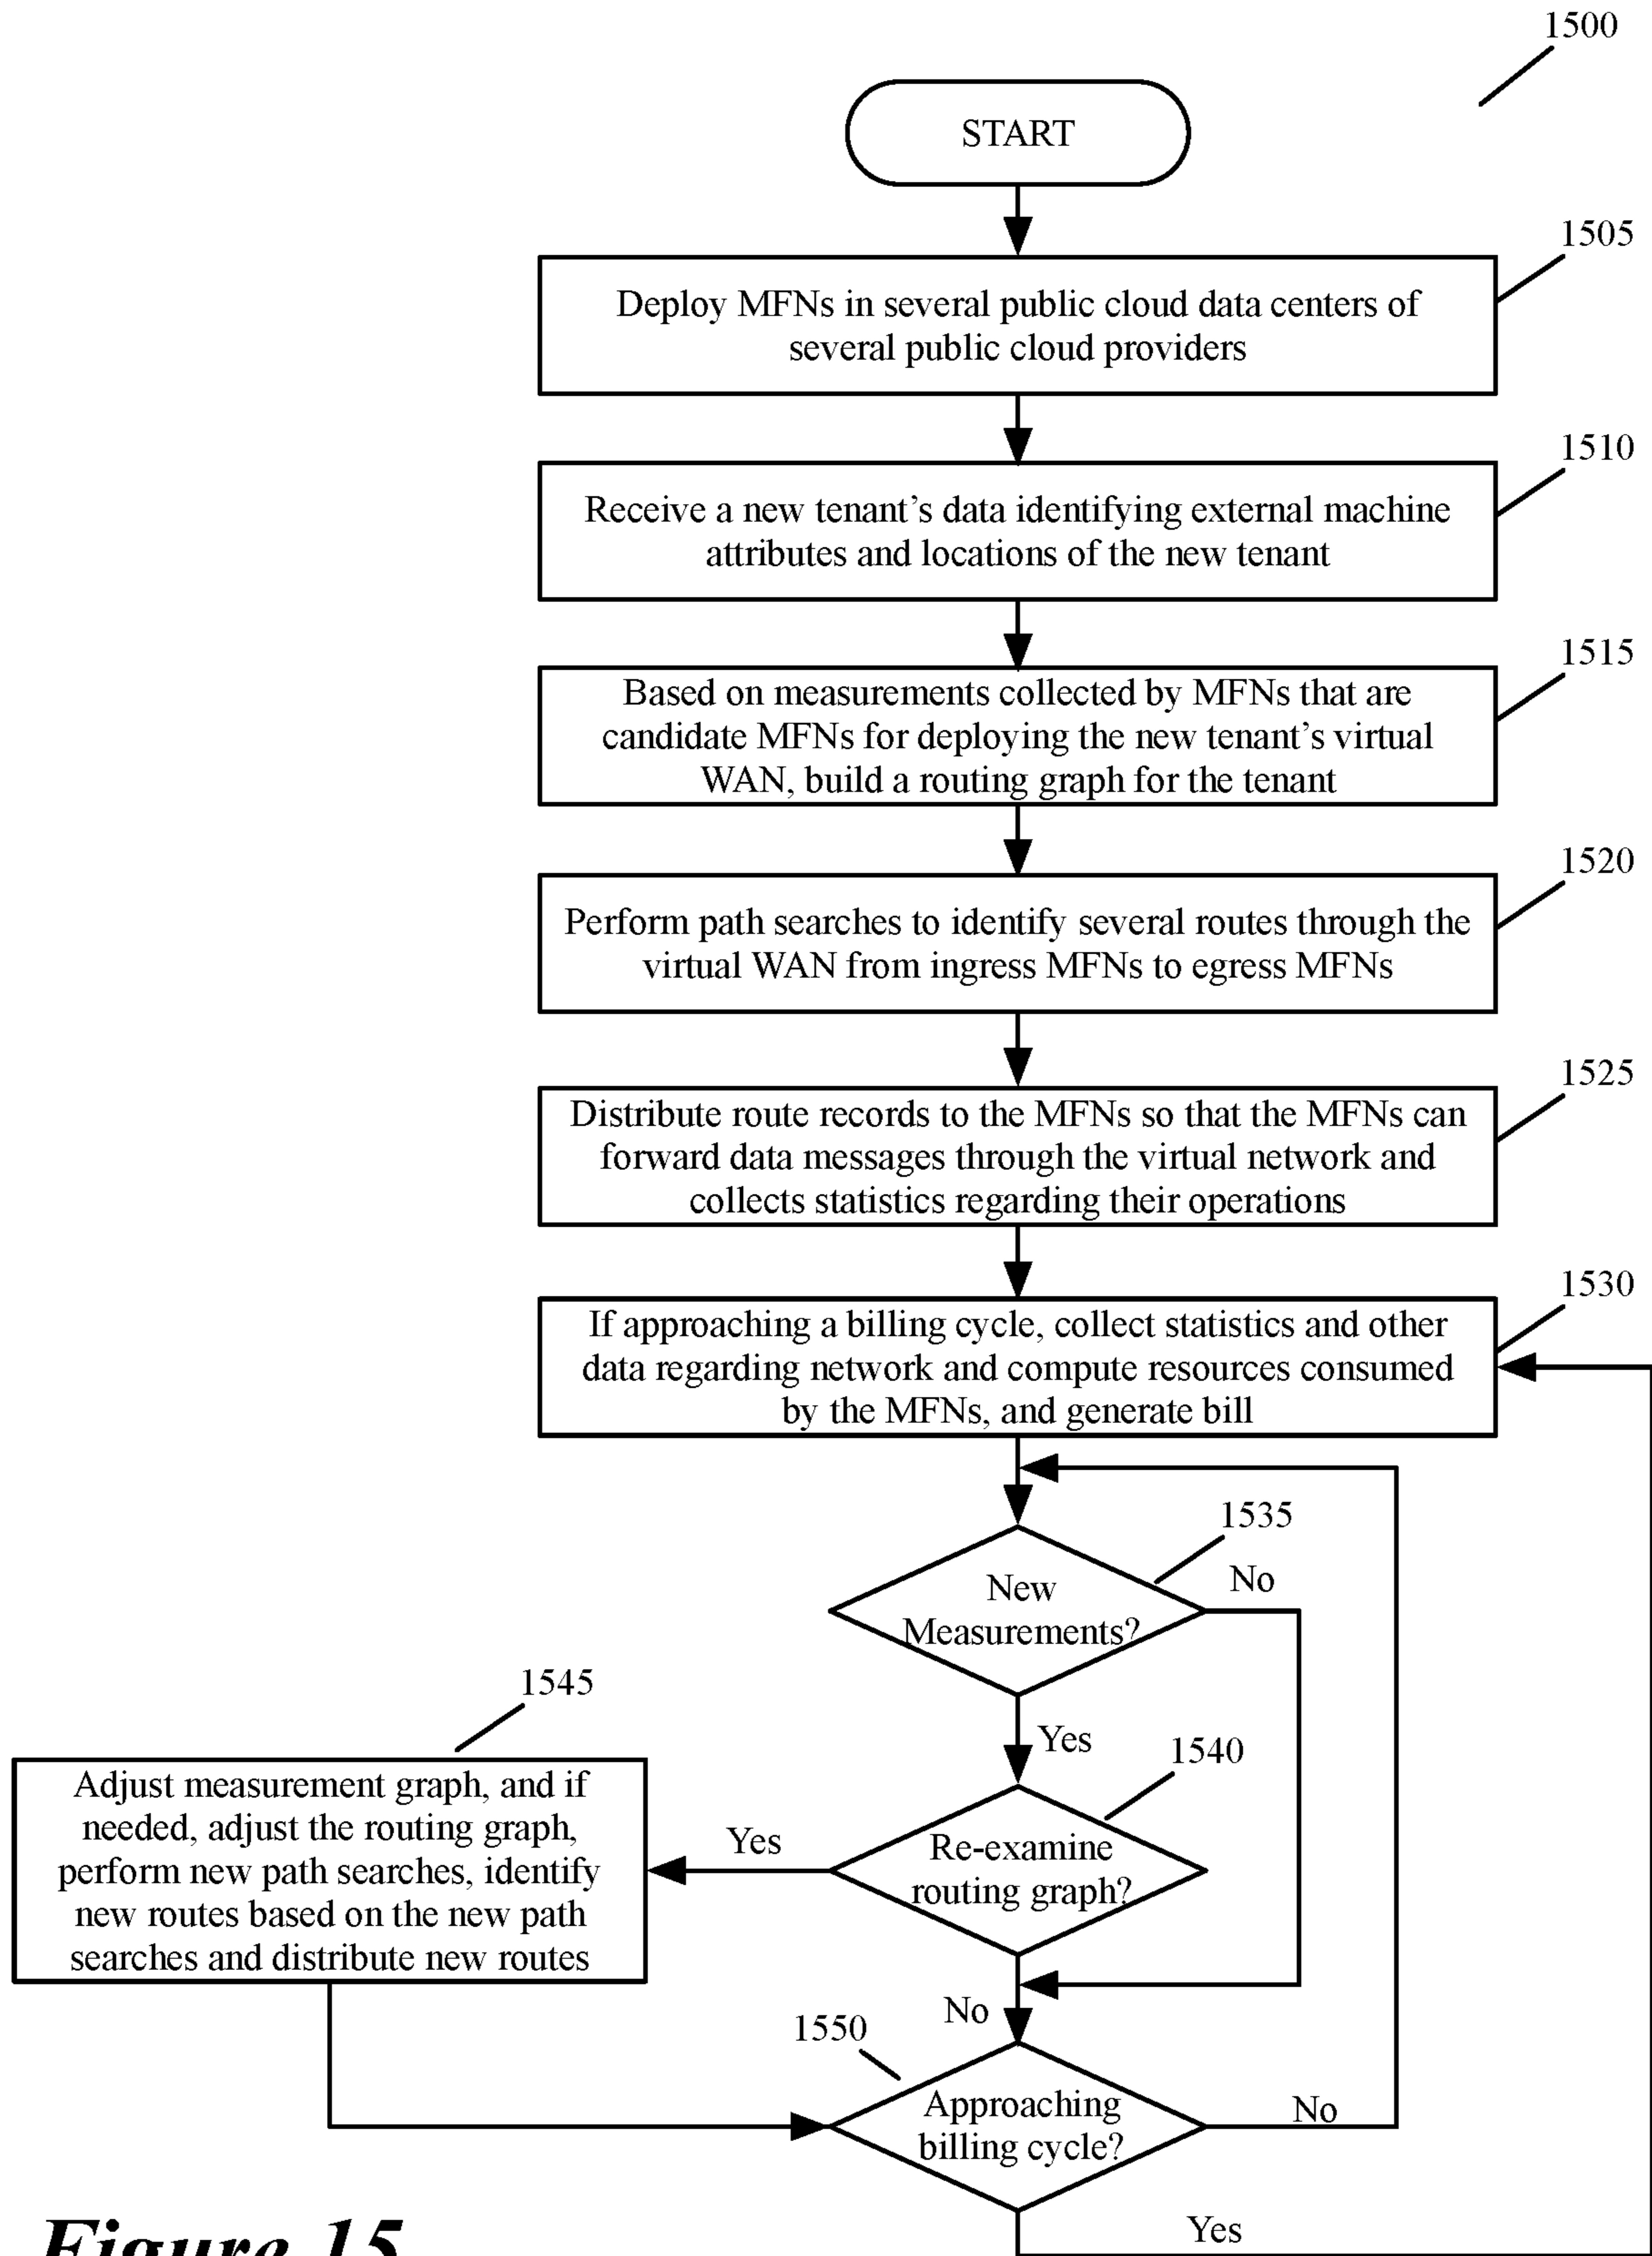 1500
START
1505
Deploy MFNs in several public cloud data centers of
several public cloud providers
1510
Receive a new tenant's data identifying external machine
attributes and locations of the new tenant
1515
Based on measurements collected by MFNs that are
candidate MFNs for deploying the new tenant's virtual
WAN, build a routing graph for the tenant
1520
Perform path searches to identify several routes through the
virtual WAN from ingress MFNs to egress MFNs
1525
Distribute route records to the MFNs so that the MFNs can
forward data messages through the virtual network and
collects statistics regarding their operations
1530
If approaching a billing cycle, collect statistics and other
data regarding network and compute resources consumed
by the MFNs, and generate bill
1535
New
Measurements?
No
Yes
1540
Re-examine
routing graph?
Yes
1545
Adjust measurement graph, and if
needed, adjust the routing graph,
perform new path searches, identify
new routes based on the new path
searches and distribute new routes
No
1550
Approaching
billing cycle?
No
Yes
Figure 15